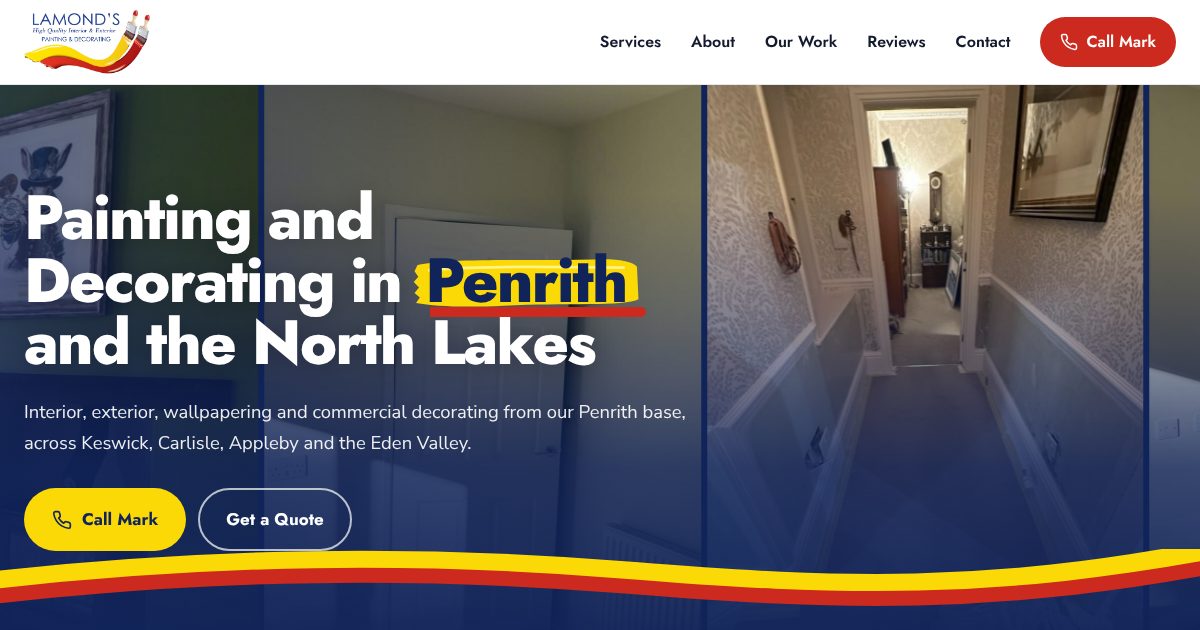 LAMOND'S
High Quality Interior & Exterior
PAINTING & DECORATING
Services
About
Our Work
Reviews
Contact
Call Mark
Painting and
Decorating in Penrith
and the North Lakes
Interior, exterior, wallpapering and commercial decorating from our Penrith base,
across Keswick, Carlisle, Appleby and the Eden Valley.
Call Mark
Get a Quote